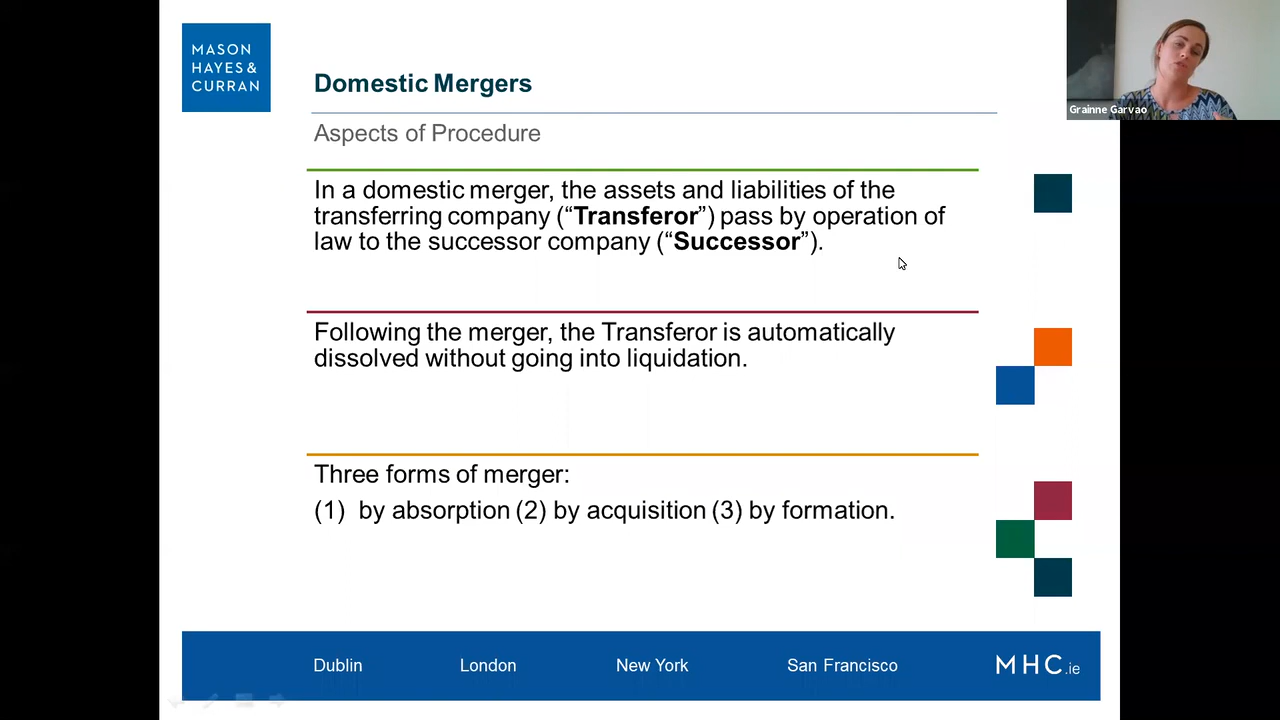 MASON
HAYES &
CURRAN
Domestic Mergers
Grainne Garvao
Aspects of Procedure
In a domestic merger, the assets and liabilities of the
transferring company (“Transferor”) pass by operation of
law to the successor company (“Successor”).
Following the merger, the Transferor is automatically
dissolved without going into liquidation.
Three forms of merger:
(1) by absorption (2) by acquisition (3) by formation.
Dublin London New York San Francisco MHC.ie